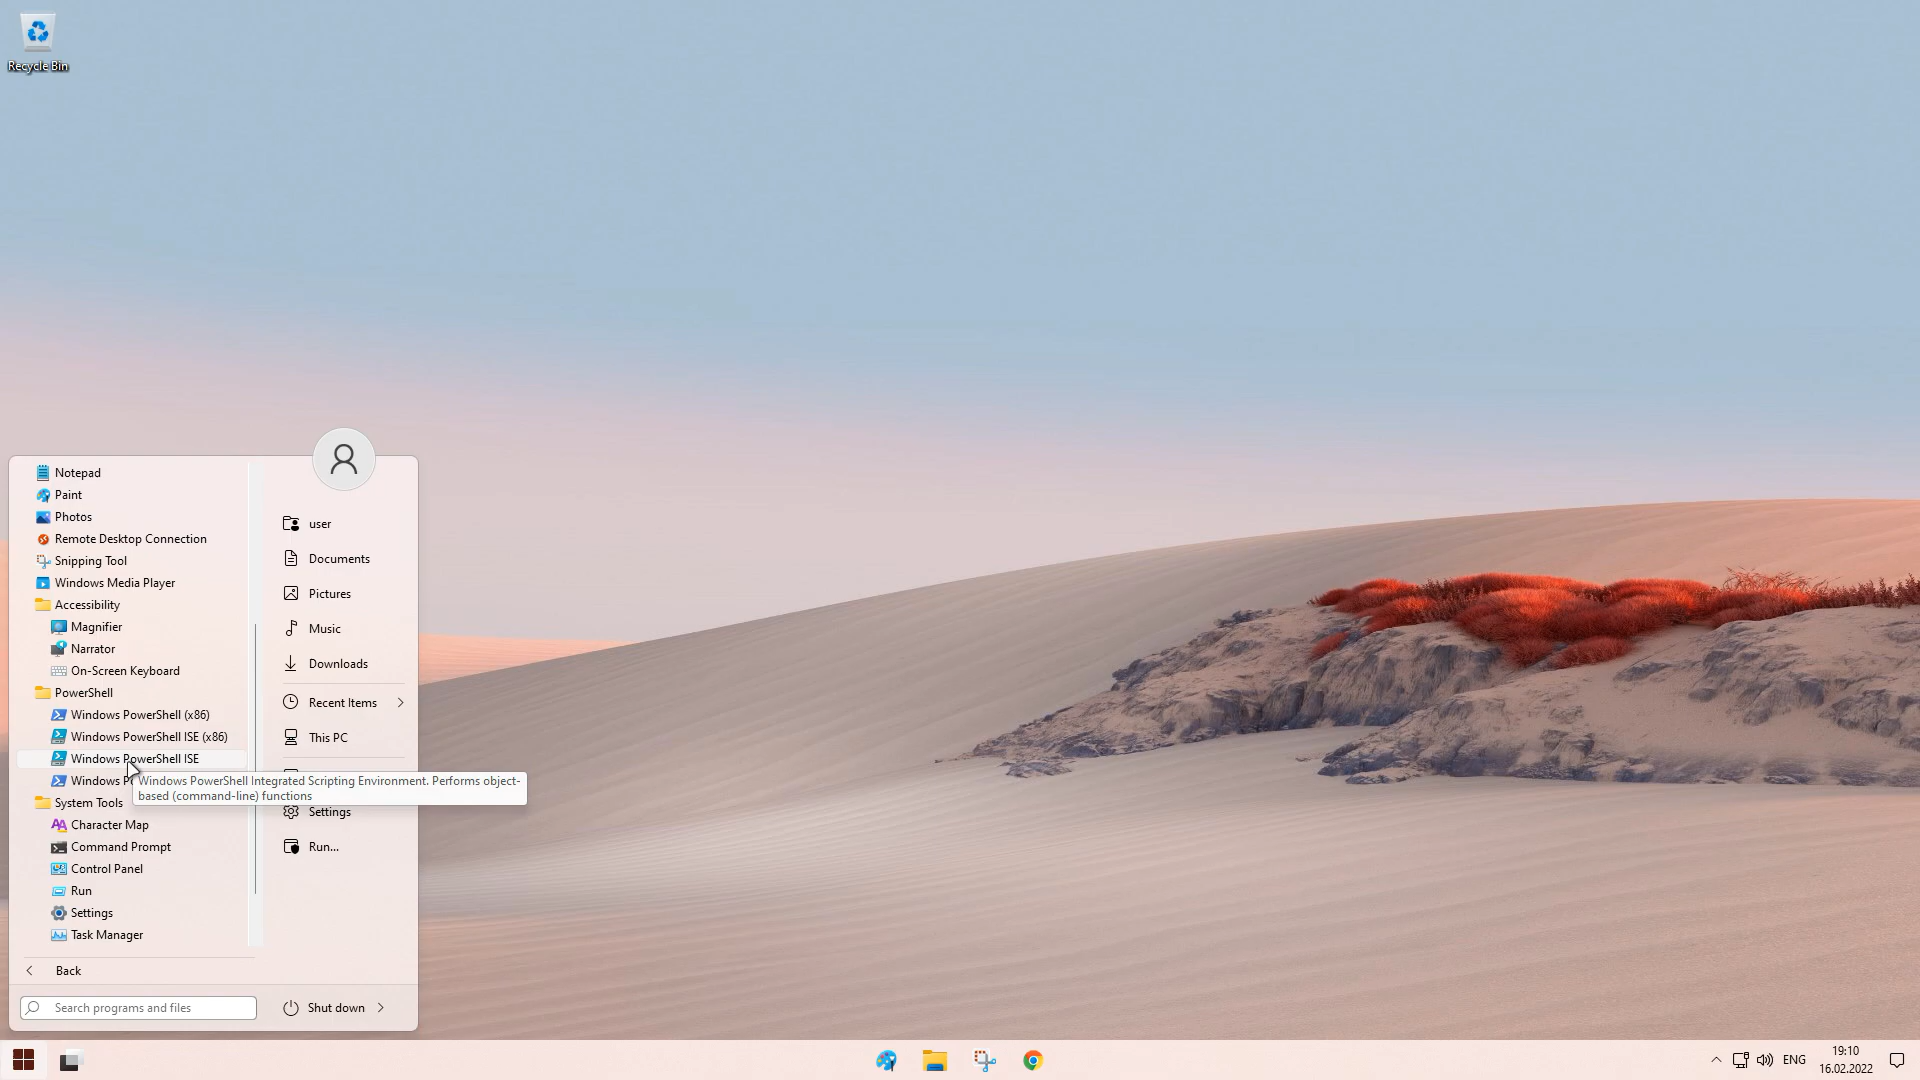 Recycle Bin
Notepad
Paint
Photos
Remote Desktop Connection
Snipping Tool
Windows Media Player
Accessibility
Magnifier
Narrator
On-Screen Keyboard
PowerShell
Windows PowerShell (x86)
Windows PowerShell ISE (x86)
Windows PowerShell ISE
Windows P
Windows PowerShell Integrated Scripting Environment. Performs object-
based (command-line) functions
System Tools
Character Map
Command Prompt
Control Panel
Run
Settings
Task Manager
Back
Search programs and files
user
Documents
Pictures
Music
Downloads
Recent Items
This PC
Settings
Run...
Shut down
ENG
19:10
16.02.2022